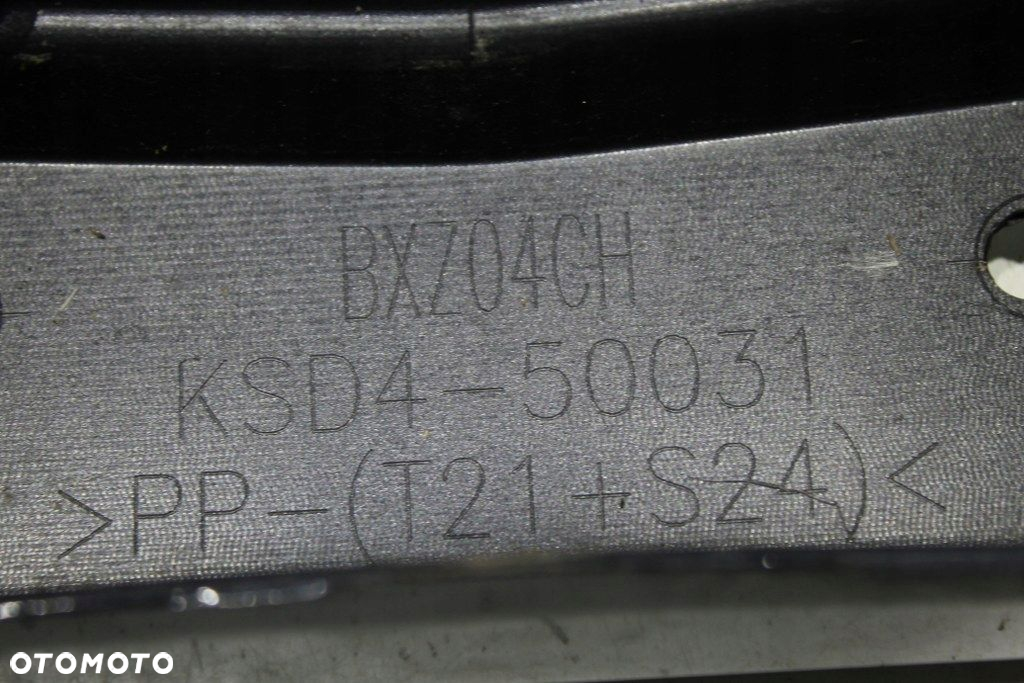 BXZ04CH
KSD4-50031
>PP-(T21+S24)<
OTOMOTO